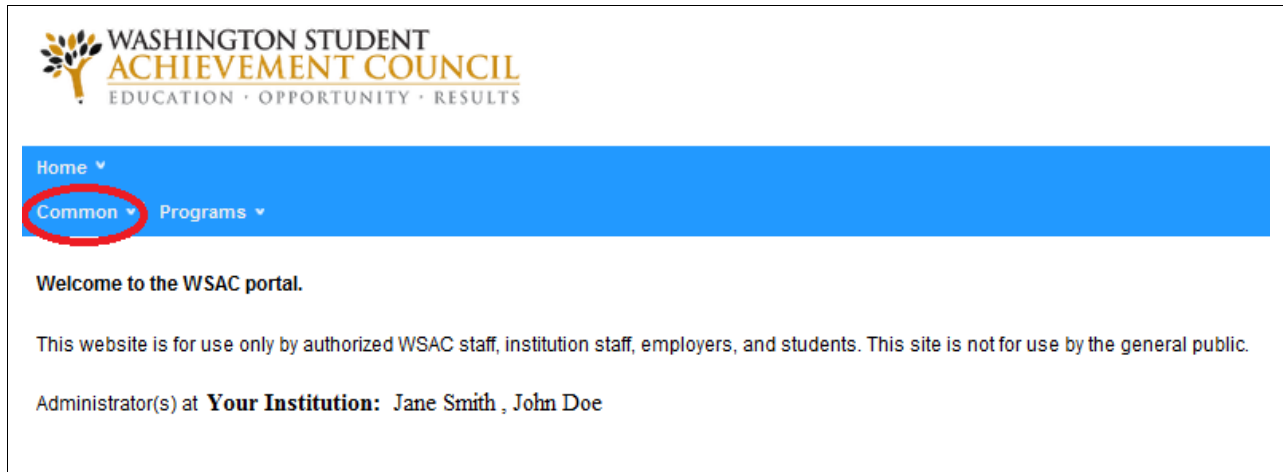 WASHINGTON STUDENT
ACHIEVEMENT COUNCIL
EDUCATION · OPPORTUNITY · RESULTS
Home
Common Programs
Welcome to the WSAC portal.
This website is for use only by authorized WSAC staff, institution staff, employers, and students. This site is not for use by the general public.
Administrator(s) at Your Institution: Jane Smith , John Doe